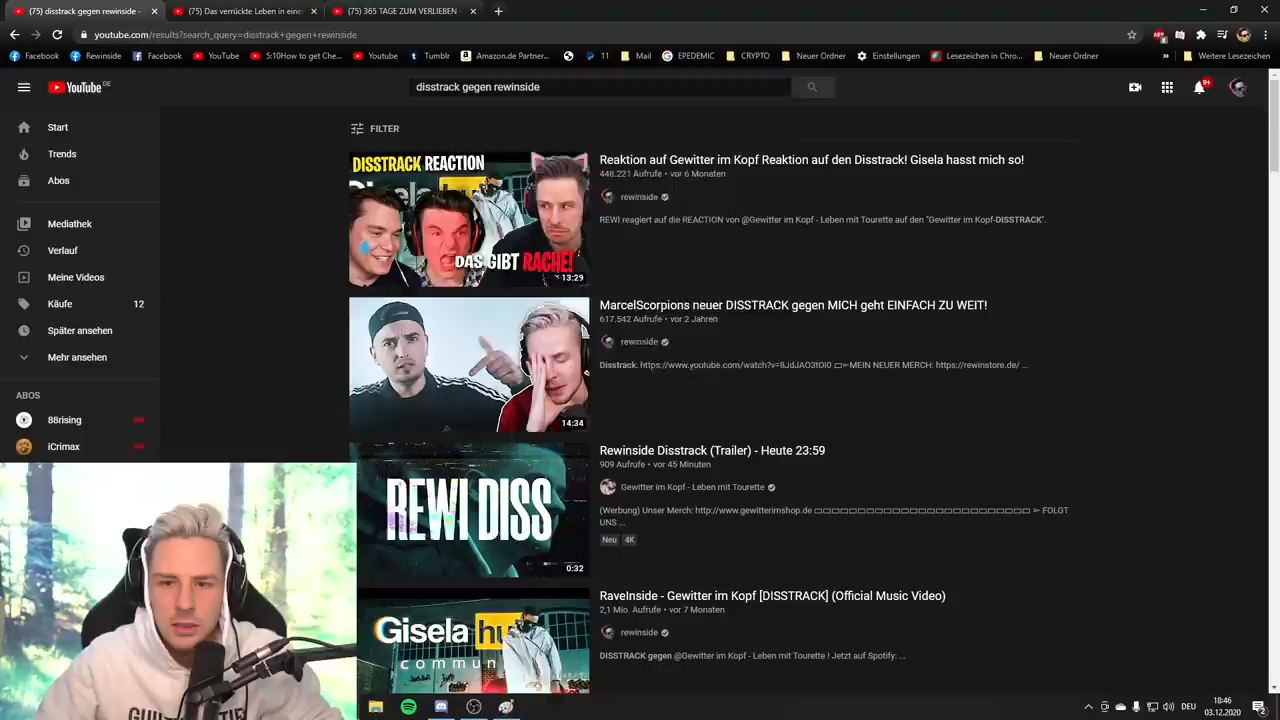 (75) disstrack gegen rewinside - (75) Das verrückte Leben in eine (75) 365 TAGE ZUM VERLIEBEN
youtube.com/results?search_query=disstrack+gegen+rewinside
Facebook Rewinside Facebook YouTube 5:10How to get Che... Youtube Tumblr Amazon.de Partner... 11 Mail EPEDEMIC CRYPTO Neuer Ordner Einstellungen Lesezeichen in Chro... Neuer Ordner » Weitere Lesezeichen
YouTube DE disstrack gegen rewinside 9+
Start
Trends
Abos
Mediathek
Verlauf
Meine Videos
Käufe 12
Später ansehen
Mehr ansehen
ABOS
88rising
iCrimax
FILTER
DISSTRACK REACTION
DAS GIBT RACHE!
13:29
Reaktion auf Gewitter im Kopf Reaktion auf den Disstrack! Gisela hasst mich so!
448.221 Aufrufe • vor 6 Monaten
rewinside
REWI reagiert auf die REACTION von @Gewitter im Kopf - Leben mit Tourette auf den "Gewitter im Kopf-DISSTRACK".
14:34
MarcelScorpions neuer DISSTRACK gegen MICH geht EINFACH ZU WEIT!
617.542 Aufrufe • vor 2 Jahren
rewinside
Disstrack: https://www.youtube.com/watch?v=8JdJAO3tOI0 ▭►MEIN NEUER MERCH: https://rewinstore.de/ ...
REWI DISS
0:32
Rewinside Disstrack (Trailer) - Heute 23:59
909 Aufrufe • vor 45 Minuten
Gewitter im Kopf - Leben mit Tourette
(Werbung) Unser Merch: http://www.gewitterimshop.de ▭▭▭▭▭▭▭▭▭▭▭▭▭▭▭▭▭▭▭▭▭▭▭▭▭ ► FOLGT
UNS ...
Neu 4K
Gisela hu
commun
RaveInside - Gewitter im Kopf [DISSTRACK] (Official Music Video)
2,1 Mio. Aufrufe • vor 7 Monaten
rewinside
DISSTRACK gegen @Gewitter im Kopf - Leben mit Tourette ! Jetzt auf Spotify: ...
DEU 18:46
03.12.2020